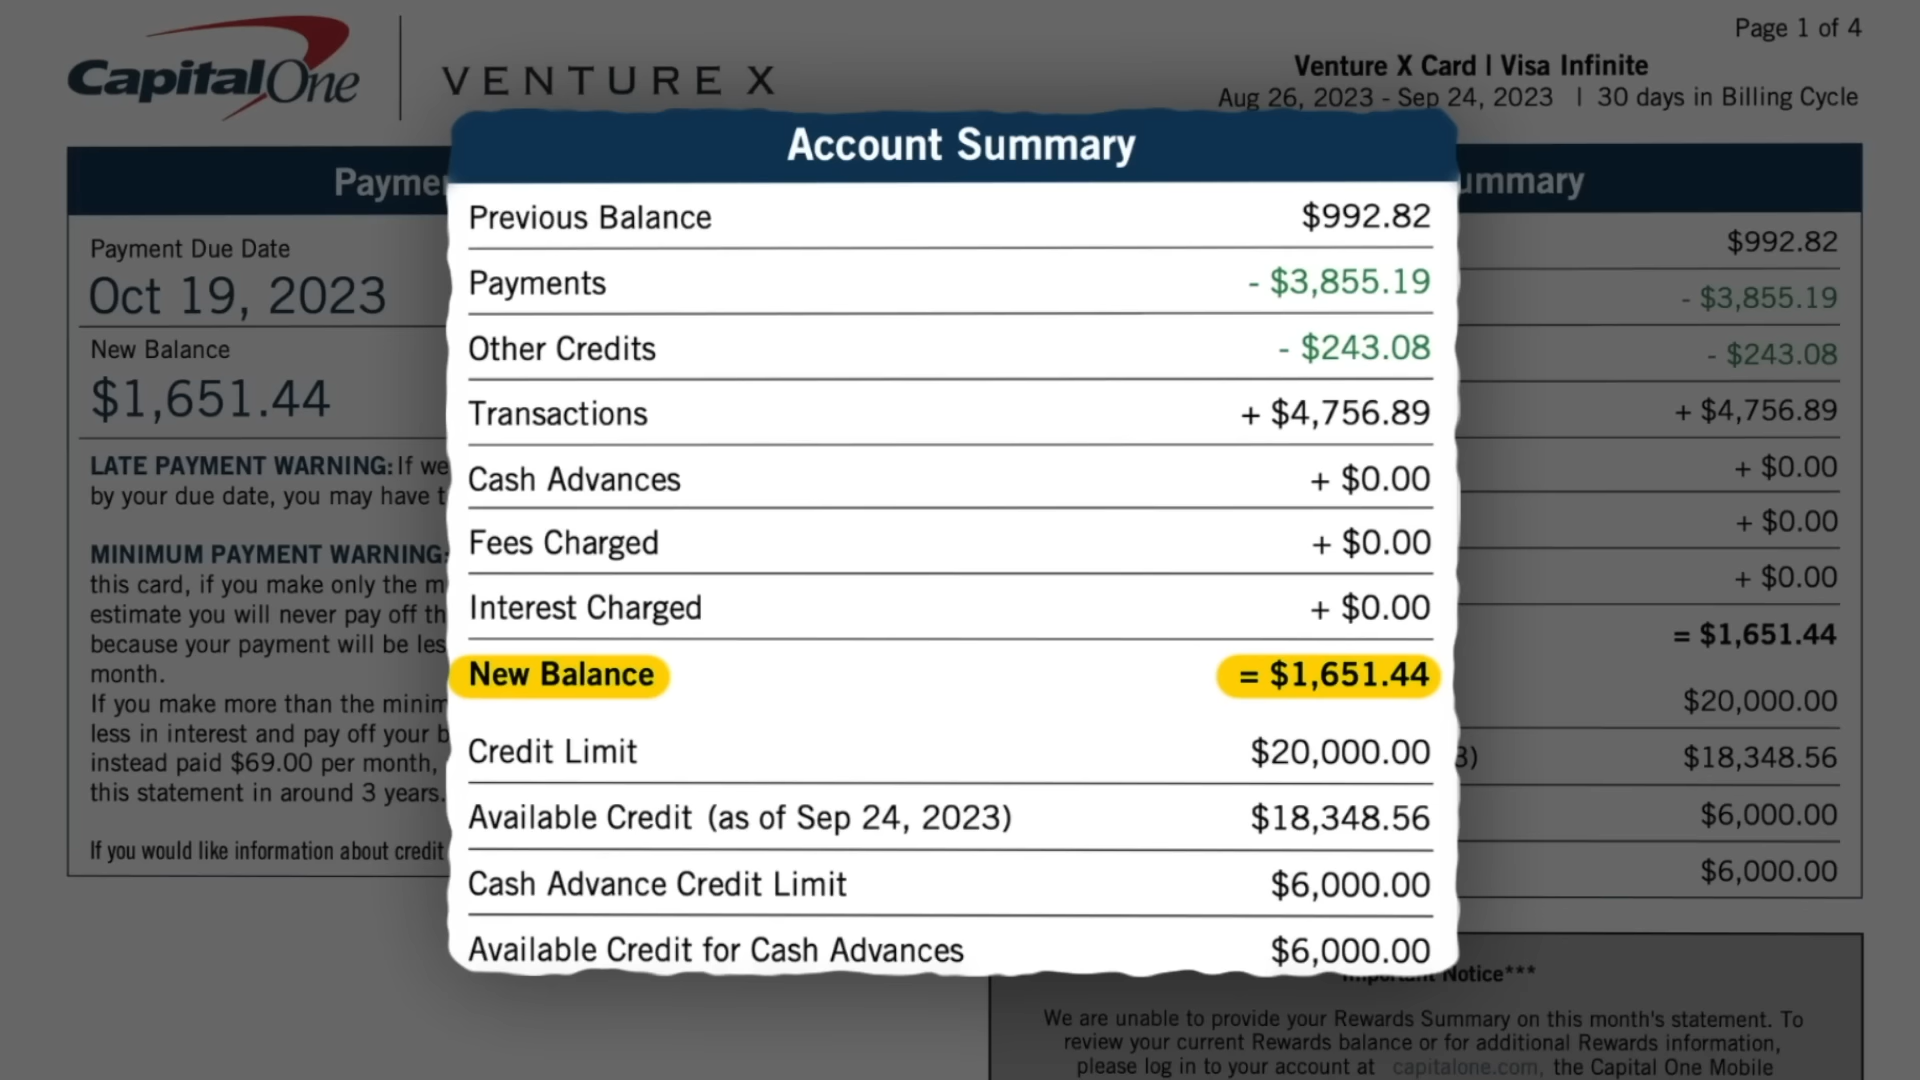 Page 1 of 4
CapitalOne
VENTURE X
Venture X Card | Visa Infinite
Aug 26, 2023 - Sep 24, 2023 | 30 days in Billing Cycle
Payment Due Date
Oct 19, 2023
New Balance
$1,651.44
LATE PAYMENT WARNING: If we
by your due date, you may have
MINIMUM PAYMENT WARNING:
this card, if you make only the
estimate you will never pay off
because your payment will be
month.
If you make more than the
less in interest and pay off your
instead paid $69.00 per month,
this statement in around 3 years.
If you would like information about credit
Account Summary
Previous Balance $992.82
Payments - $3,855.19
Other Credits - $243.08
Transactions + $4,756.89
Cash Advances + $0.00
Fees Charged + $0.00
Interest Charged + $0.00
New Balance = $1,651.44
Credit Limit $20,000.00
Available Credit (as of Sep 24, 2023) $18,348.56
Cash Advance Credit Limit $6,000.00
Available Credit for Cash Advances $6,000.00
$992.82
- $3,855.19
- $243.08
+ $4,756.89
+ $0.00
+ $0.00
+ $0.00
= $1,651.44
$20,000.00
3) $18,348.56
$6,000.00
$6,000.00
Notice***
We are unable to provide your Rewards Summary on this month's statement. To
review your current Rewards balance or for additional Rewards information,
please log in to your account at capitalone.com, the Capital One Mobile